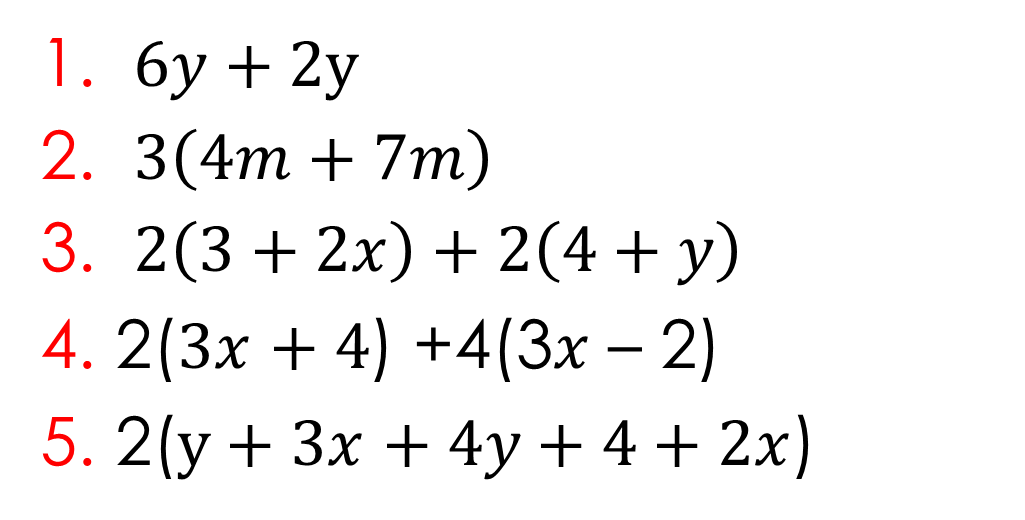 1. 6y + 2y
2. 3(4m + 7m)
3. 2(3 + 2x) + 2(4 + y)
4. 2(3x + 4) +4(3x – 2)
5. 2(y + 3x + 4y + 4 + 2x)